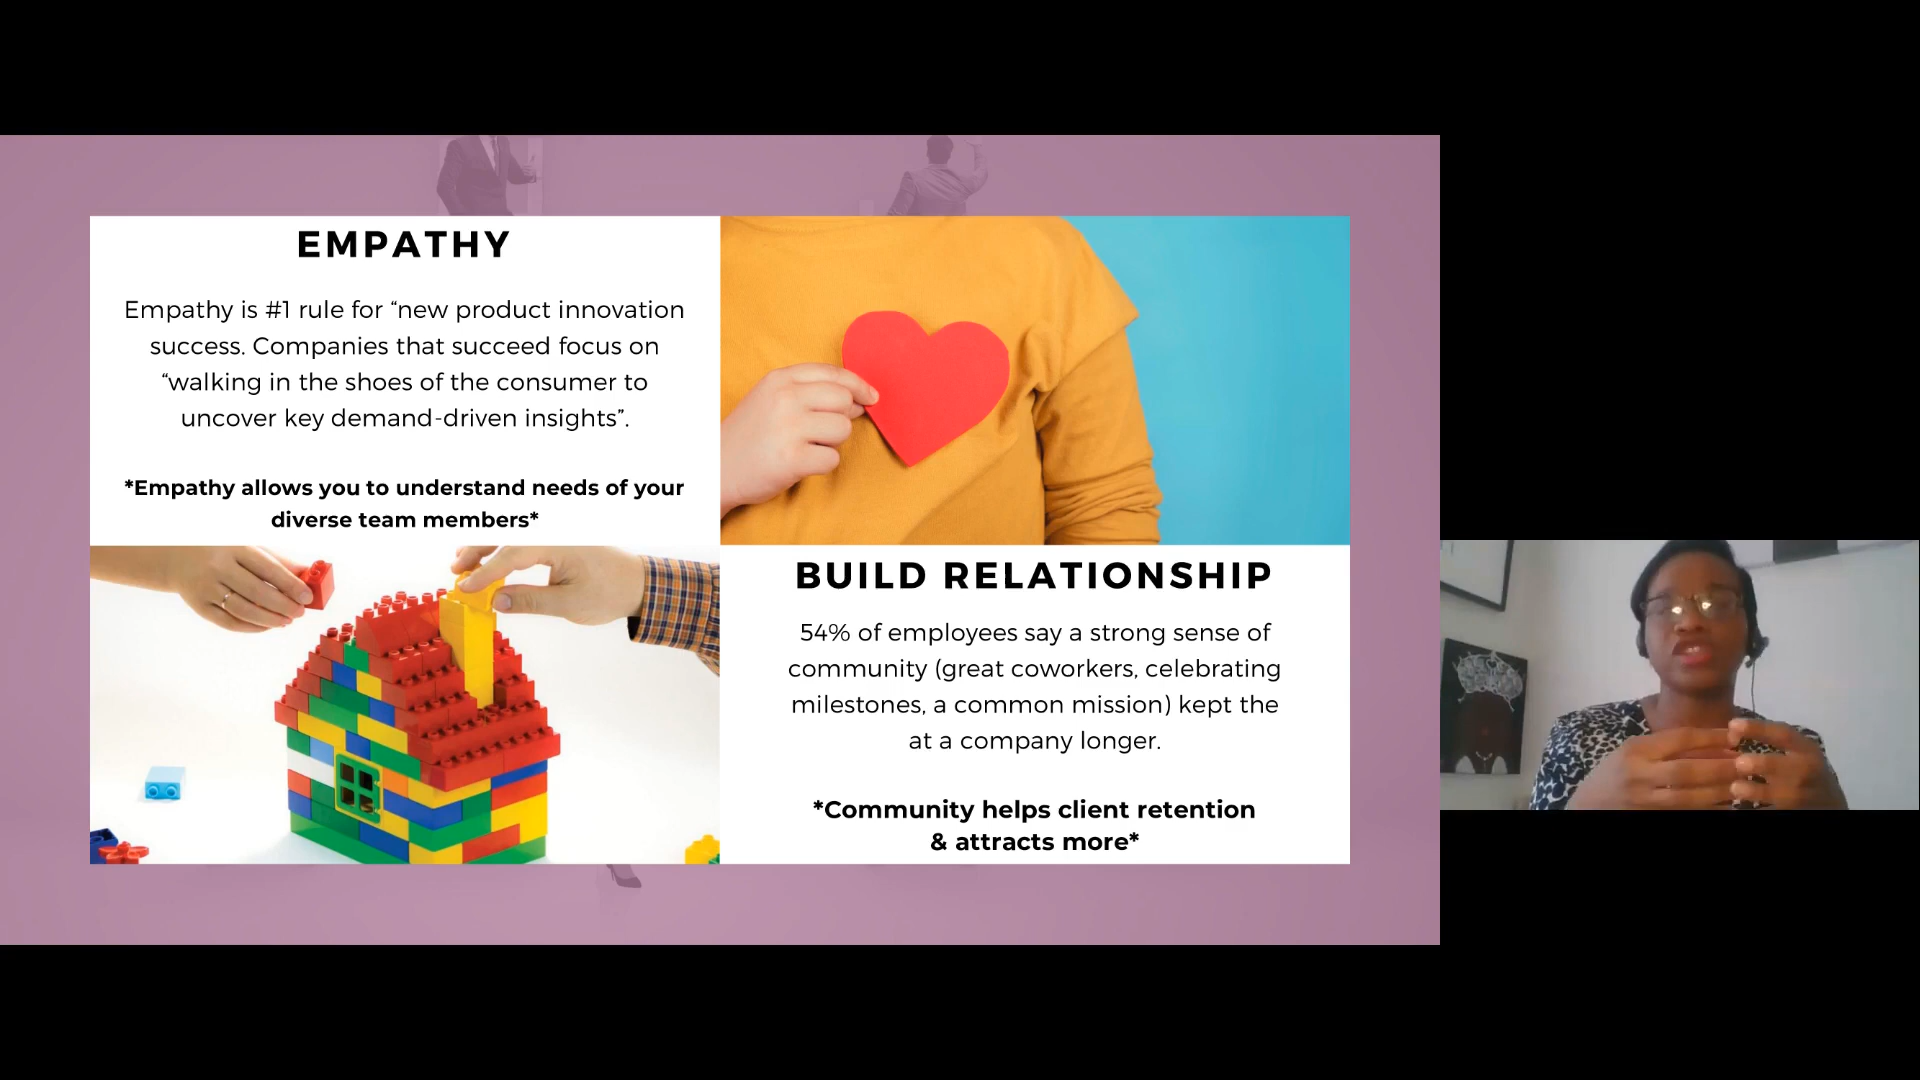 EMPATHY
Empathy is #1 rule for “new product innovation
success. Companies that succeed focus on
“walking in the shoes of the consumer to
uncover key demand-driven insights”.
*Empathy allows you to understand needs of your
diverse team members*
BUILD RELATIONSHIP
54% of employees say a strong sense of
community (great coworkers, celebrating
milestones, a common mission) kept the
at a company longer.
*Community helps client retention
& attracts more*